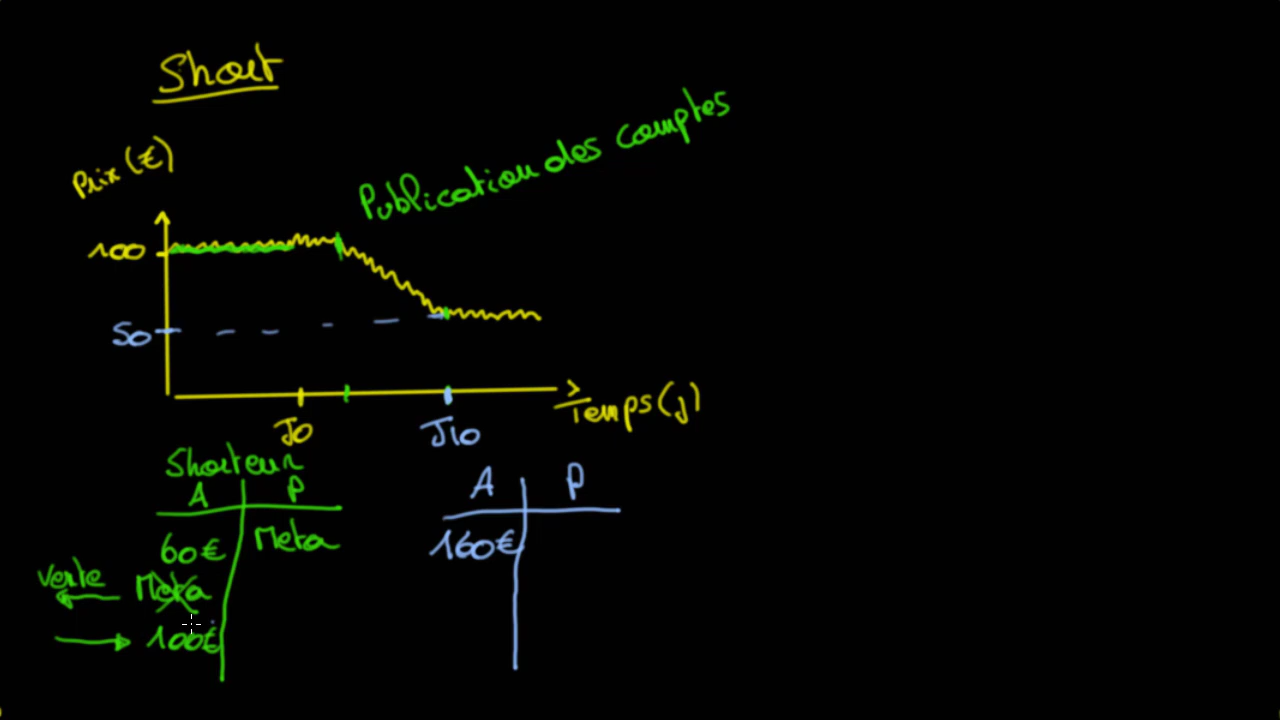 Short
Prix (€)
Publication des comptes
100
50
Temps (j)
J0
J10
Shorteur
A P
A P
60€ Meta
160€
vente Meta
100€